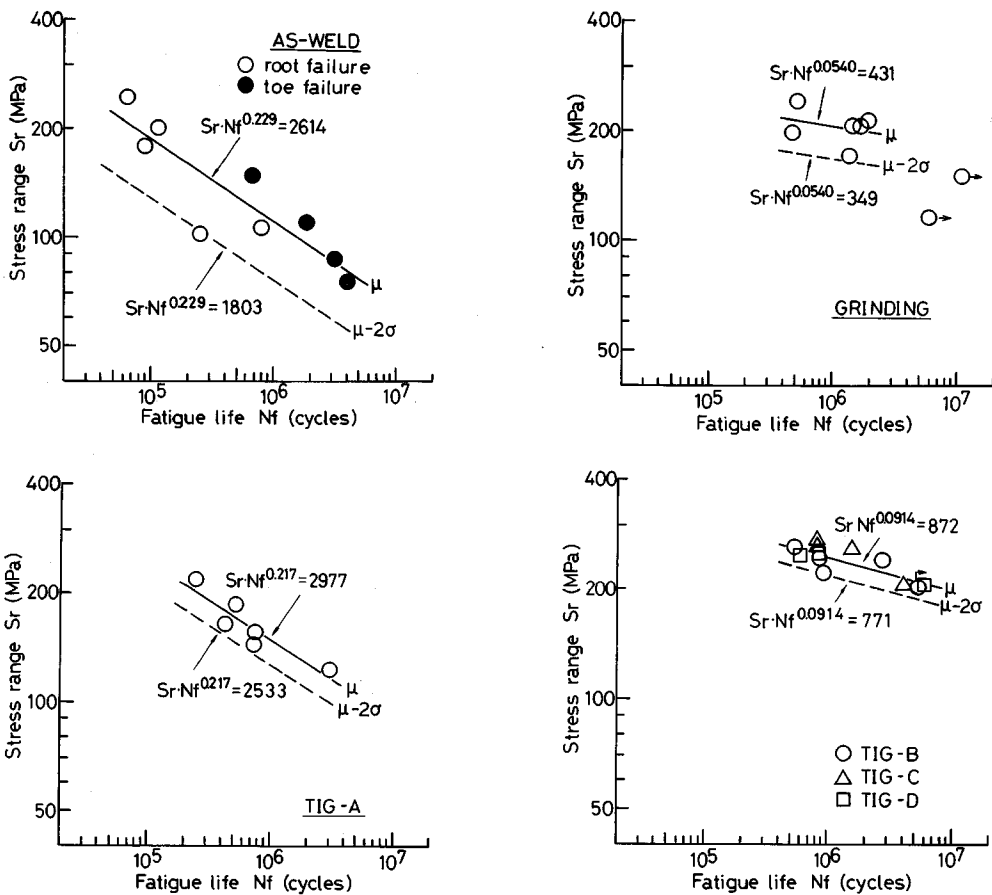 400
200
100
50
Stress range Sr (MPa)
AS-WELD
root failure
toe failure
Sr·Nf^0.229=2614
Sr·Nf^0.229=1803
μ
μ-2σ
10^5
10^6
10^7
Fatigue life Nf (cycles)
400
200
100
50
Stress range Sr (MPa)
Sr·Nf^0.0540=431
μ
μ-2σ
Sr·Nf^0.0540=349
GRINDING
10^5
10^6
10^7
Fatigue life Nf (cycles)
400
200
100
50
Stress range Sr (MPa)
Sr·Nf^0.217=2977
Sr·Nf^0.217=2533
μ
μ-2σ
TIG-A
10^5
10^6
10^7
Fatigue life Nf (cycles)
400
200
100
50
Stress range Sr (MPa)
Sr Nf^0.0914=872
μ
μ-2σ
Sr·Nf^0.0914=771
TIG-B
TIG-C
TIG-D
10^5
10^6
10^7
Fatigue life Nf (cycles)